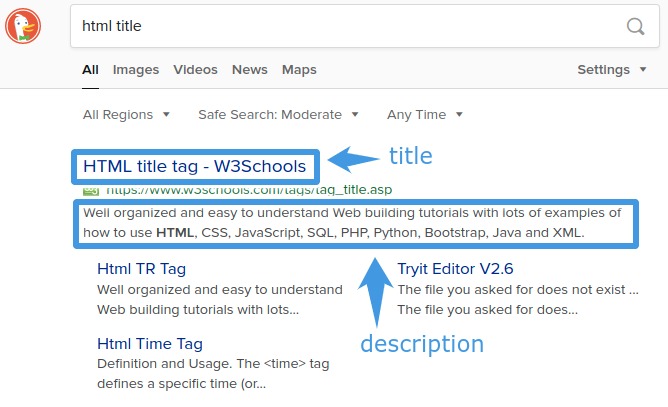 html title
All Images Videos News Maps Settings
All Regions Safe Search: Moderate Any Time
HTML title tag - W3Schools title
https://www.w3schools.com/tags/tag_title.asp
Well organized and easy to understand Web building tutorials with lots of examples of
how to use HTML, CSS, JavaScript, SQL, PHP, Python, Bootstrap, Java and XML.
Html TR Tag
Well organized and easy to understand
Web building tutorials with lots...
Tryit Editor V2.6
The file you asked for does not exist ...
The file you asked for does...
description
Html Time Tag
Definition and Usage. The <time> tag
defines a specific time (or...